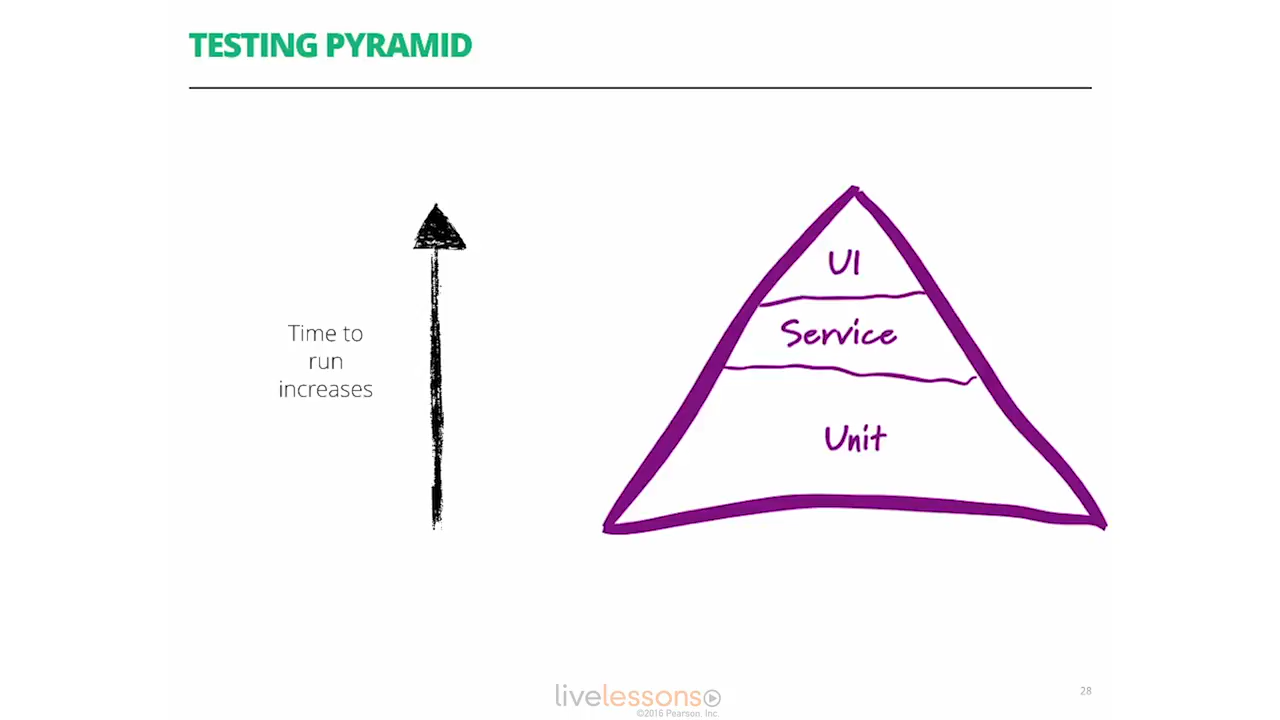 TESTING PYRAMID
Time to
run
increases
UI
Service
Unit
livelessons
©2016 Pearson, Inc.
28